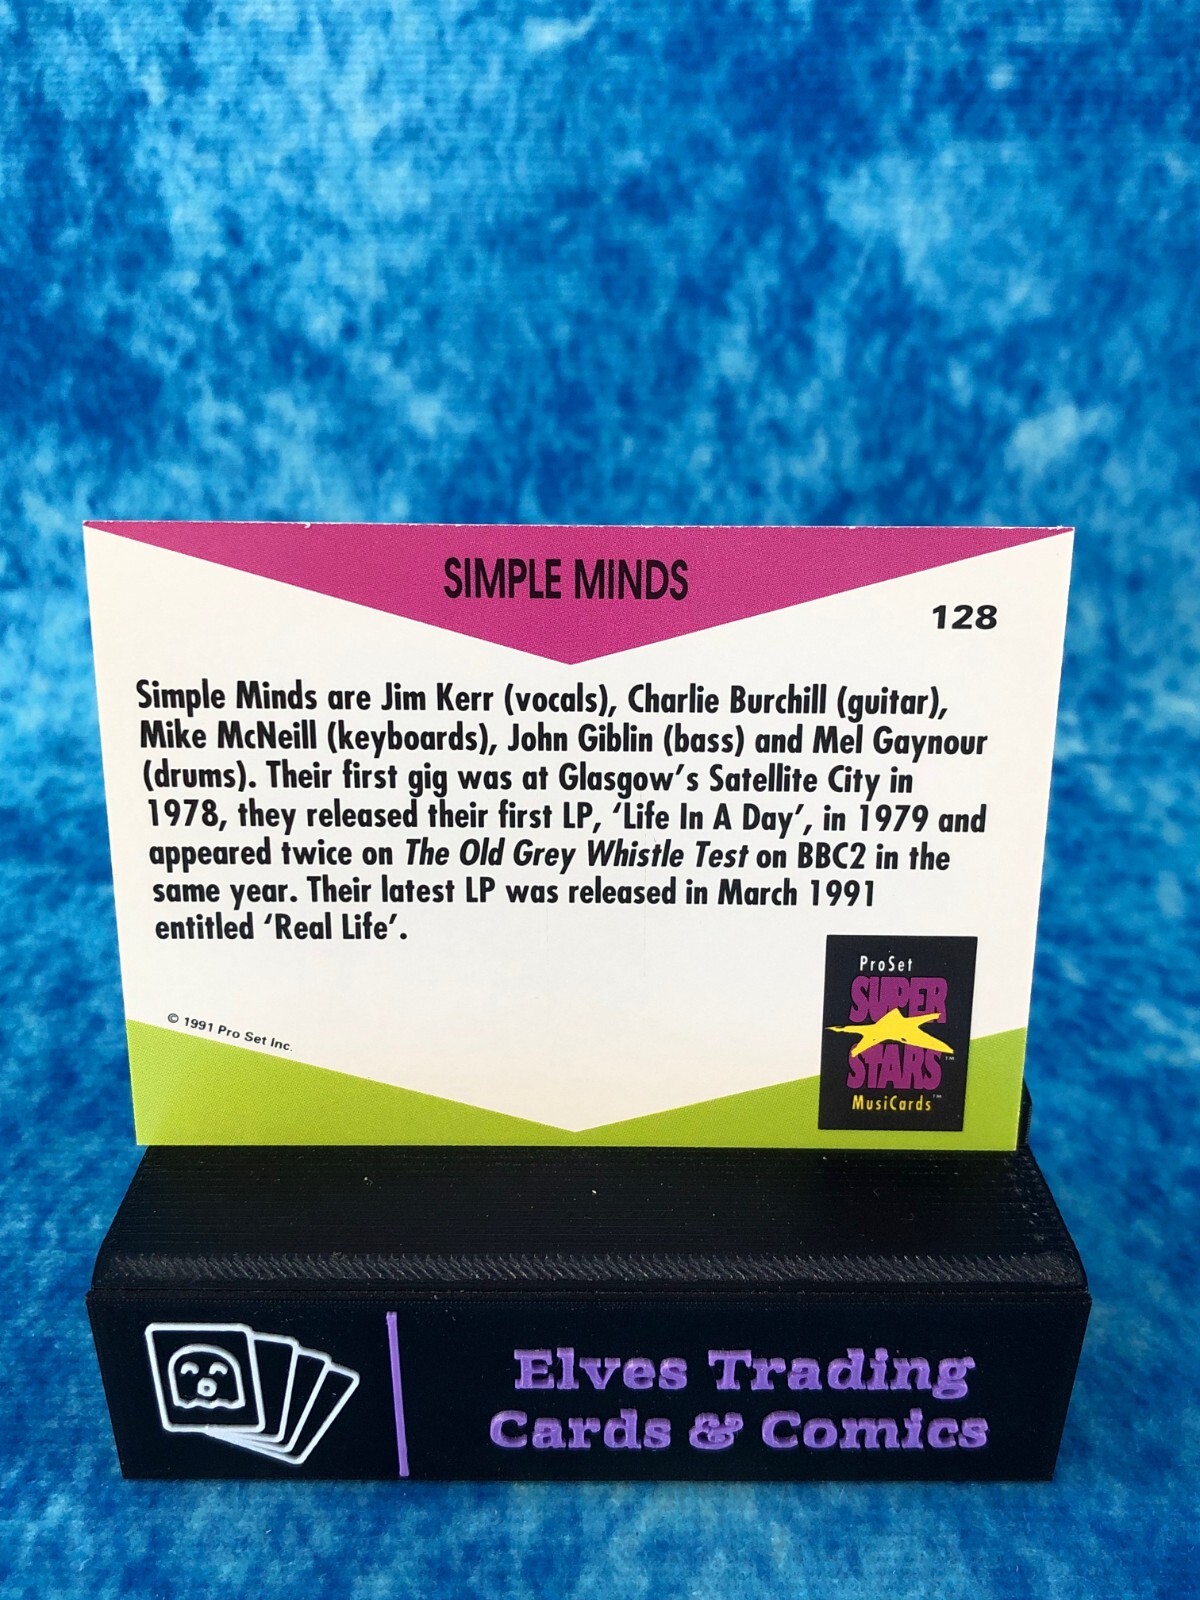 SIMPLE MINDS
128
Simple Minds are Jim Kerr (vocals), Charlie Burchill (guitar),
Mike McNeill (keyboards), John Giblin (bass) and Mel Gaynour
(drums). Their first gig was at Glasgow's Satellite City in
1978, they released their first LP, 'Life In A Day', in 1979 and
appeared twice on The Old Grey Whistle Test on BBC2 in the
same year. Their latest LP was released in March 1991
entitled 'Real Life'.
© 1991 Pro Set Inc.
ProSet
SUPER
STARS™
MusiCards™
Elves Trading
Cards & Comics